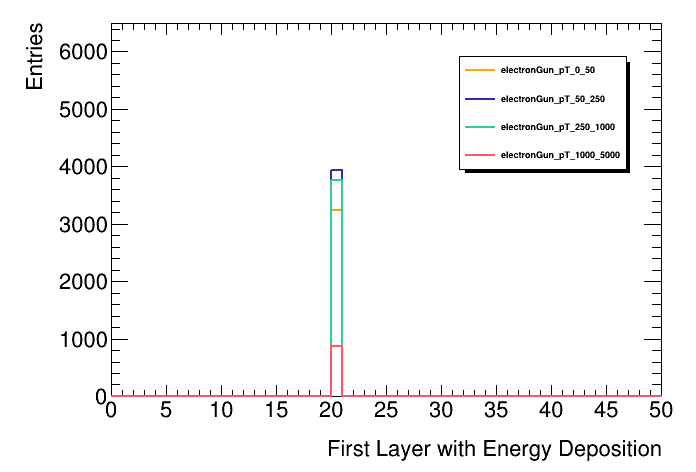 Entries
6000
5000
4000
3000
2000
1000
0
electronGun_pT_0_50
electronGun_pT_50_250
electronGun_pT_250_1000
electronGun_pT_1000_5000
0 5 10 15 20 25 30 35 40 45 50
First Layer with Energy Deposition